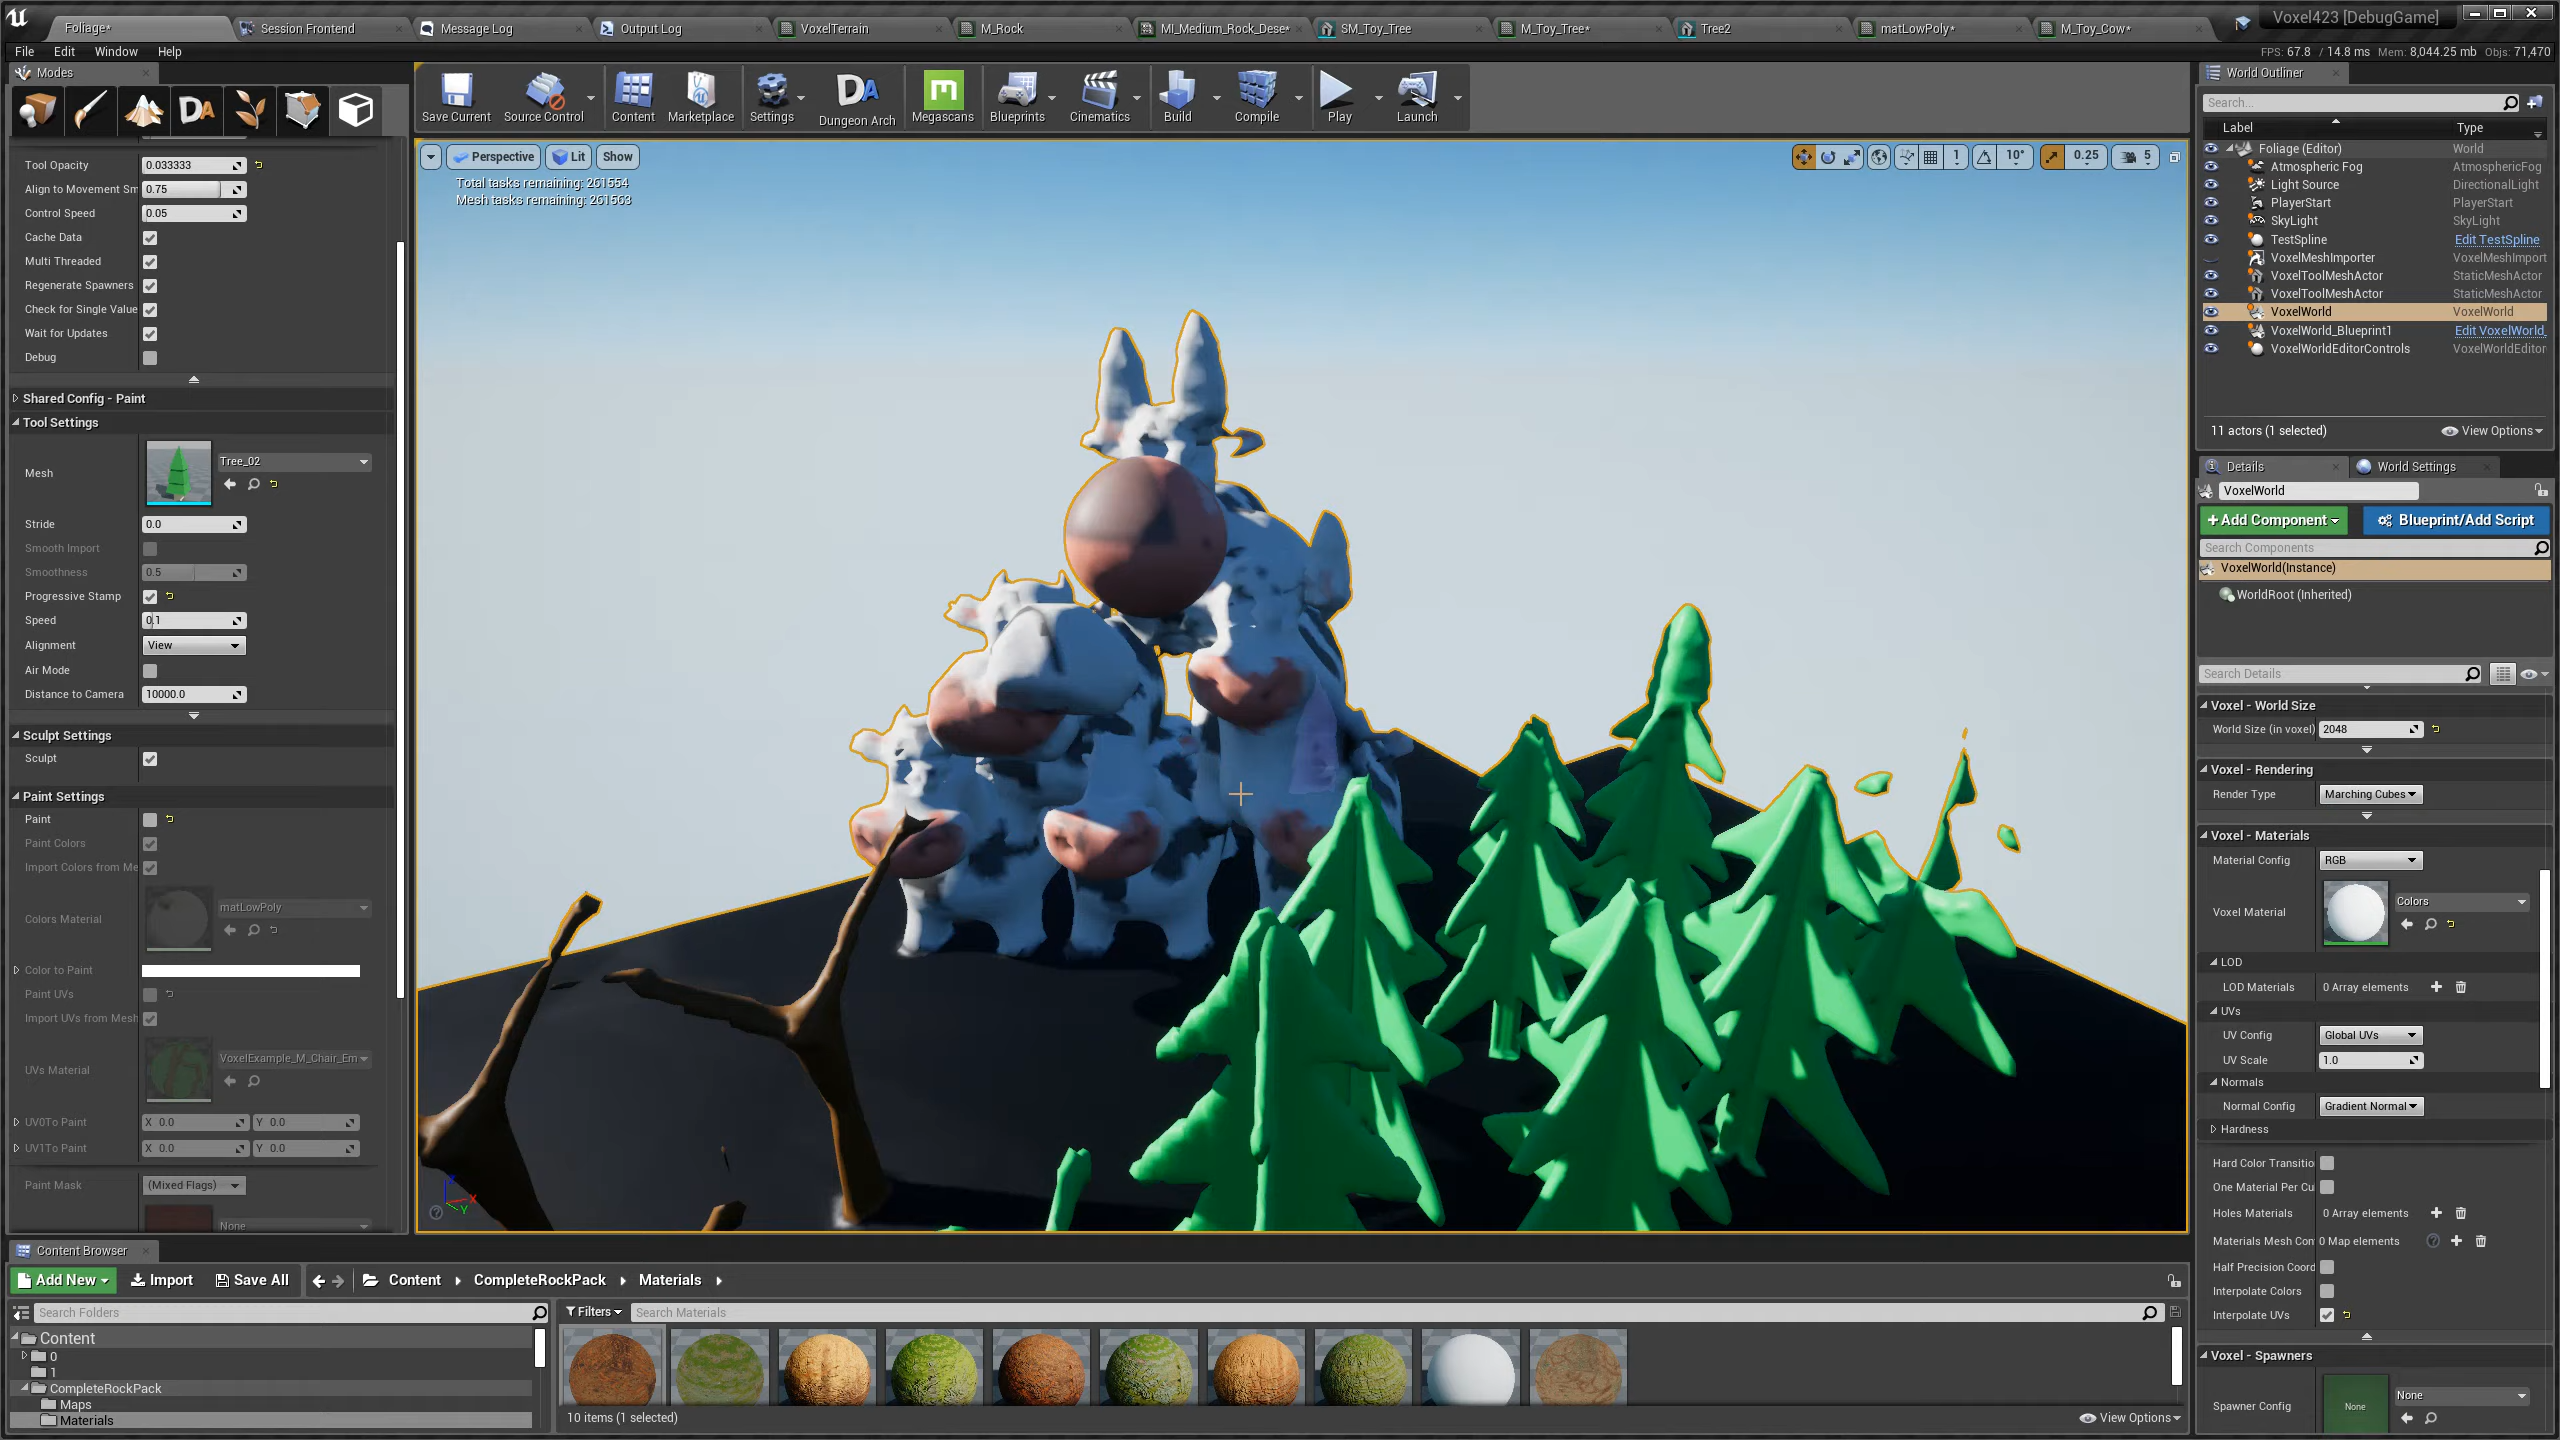 Foliage*
Session Frontend
Message Log
Output Log
VoxelTerrain
M_Rock
MI_Medium_Rock_Dese*
SM_Toy_Tree
M_Toy_Tree*
Tree2
matLowPoly*
M_Toy_Cow*
Voxel423 [DebugGame]
File Edit Window Help
FPS: 67.8 / 14.8 ms Mem: 8,044.25 mb Objs: 71,470
Modes
Save Current
Source Control
Content
Marketplace
Settings
Dungeon Arch
Megascans
Blueprints
Cinematics
Build
Compile
Play
Launch
Tool Opacity 0.033333
Align to Movement Sm 0.75
Control Speed 0.05
Cache Data
Multi Threaded
Regenerate Spawners
Check for Single Value
Wait for Updates
Debug
Shared Config - Paint
Tool Settings
Mesh Tree_02
Stride 0.0
Smooth Import
Smoothness 0.5
Progressive Stamp
Speed 0.1
Alignment View
Air Mode
Distance to Camera 10000.0
Sculpt Settings
Sculpt
Paint Settings
Paint
Paint Colors
Import Colors from Me
Colors Material matLowPoly
Color to Paint
Paint UVs
Import UVs from Mesh
UVs Material VoxelExample_M_Chair_Em
UV0To Paint X 0.0 Y 0.0
UV1To Paint X 0.0 Y 0.0
Paint Mask (Mixed Flags)
None
Perspective Lit Show
Total tasks remaining: 261554
Mesh tasks remaining: 261563
1 10° 0.25 5
World Outliner
Search...
Label Type
Foliage (Editor) World
Atmospheric Fog AtmosphericFog
Light Source DirectionalLight
PlayerStart PlayerStart
SkyLight SkyLight
TestSpline Edit TestSpline
VoxelMeshImporter VoxelMeshImport
VoxelToolMeshActor StaticMeshActor
VoxelToolMeshActor StaticMeshActor
VoxelWorld VoxelWorld
VoxelWorld_Blueprint1 Edit VoxelWorld_
VoxelWorldEditorControls VoxelWorldEditor
11 actors (1 selected) View Options
Details World Settings
VoxelWorld
+Add Component Blueprint/Add Script
Search Components
VoxelWorld(Instance)
WorldRoot (Inherited)
Search Details
Voxel - World Size
World Size (in voxel) 2048
Voxel - Rendering
Render Type Marching Cubes
Voxel - Materials
Material Config RGB
Voxel Material Colors
LOD
LOD Materials 0 Array elements
UVs
UV Config Global UVs
UV Scale 1.0
Normals
Normal Config Gradient Normal
Hardness
Hard Color Transitio
One Material Per Cu
Holes Materials 0 Array elements
Materials Mesh Con 0 Map elements
Half Precision Coord
Interpolate Colors
Interpolate UVs
Voxel - Spawners
Spawner Config None None
Content Browser
Add New Import Save All Content CompleteRockPack Materials
Search Folders
Filters Search Materials
Content
0
1
CompleteRockPack
Maps
Materials
10 items (1 selected) View Options